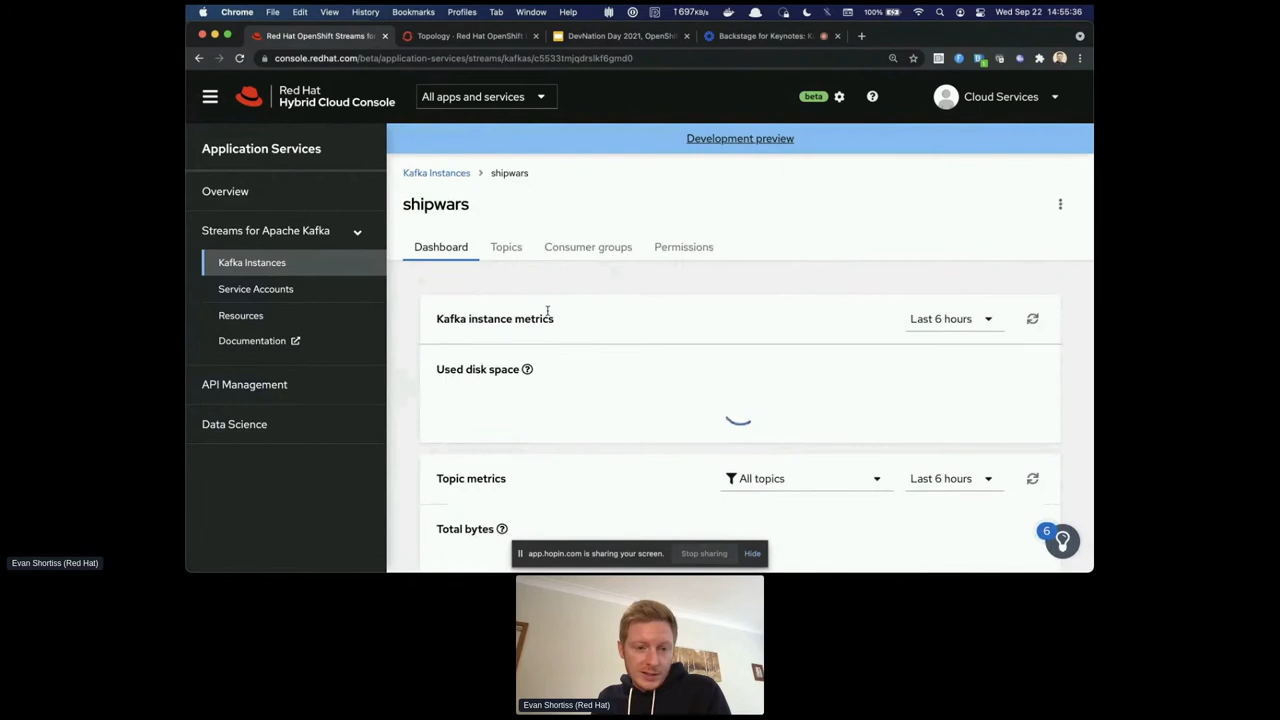 Chrome File Edit View History Bookmarks Profiles Tab Window Help
1697KB/s 100% Wed Sep 22 14:55:36
Red Hat OpenShift Streams for
Topology · Red Hat OpenShift
DevNation Day 2021, OpenShi
Backstage for Keynotes:
console.redhat.com/beta/application-services/streams/kafkas/c5533tmjqdrslkf6gmd0
Red Hat
Hybrid Cloud Console
All apps and services
beta
Cloud Services
Application Services
Overview
Streams for Apache Kafka
Kafka Instances
Service Accounts
Resources
Documentation
API Management
Data Science
Development preview
Kafka Instances > shipwars
shipwars
Dashboard Topics Consumer groups Permissions
Kafka instance metrics
Last 6 hours
Used disk space
Topic metrics
All topics
Last 6 hours
Total bytes
6
app.hopin.com is sharing your screen. Stop sharing Hide
Evan Shortiss (Red Hat)
Evan Shortiss (Red Hat)